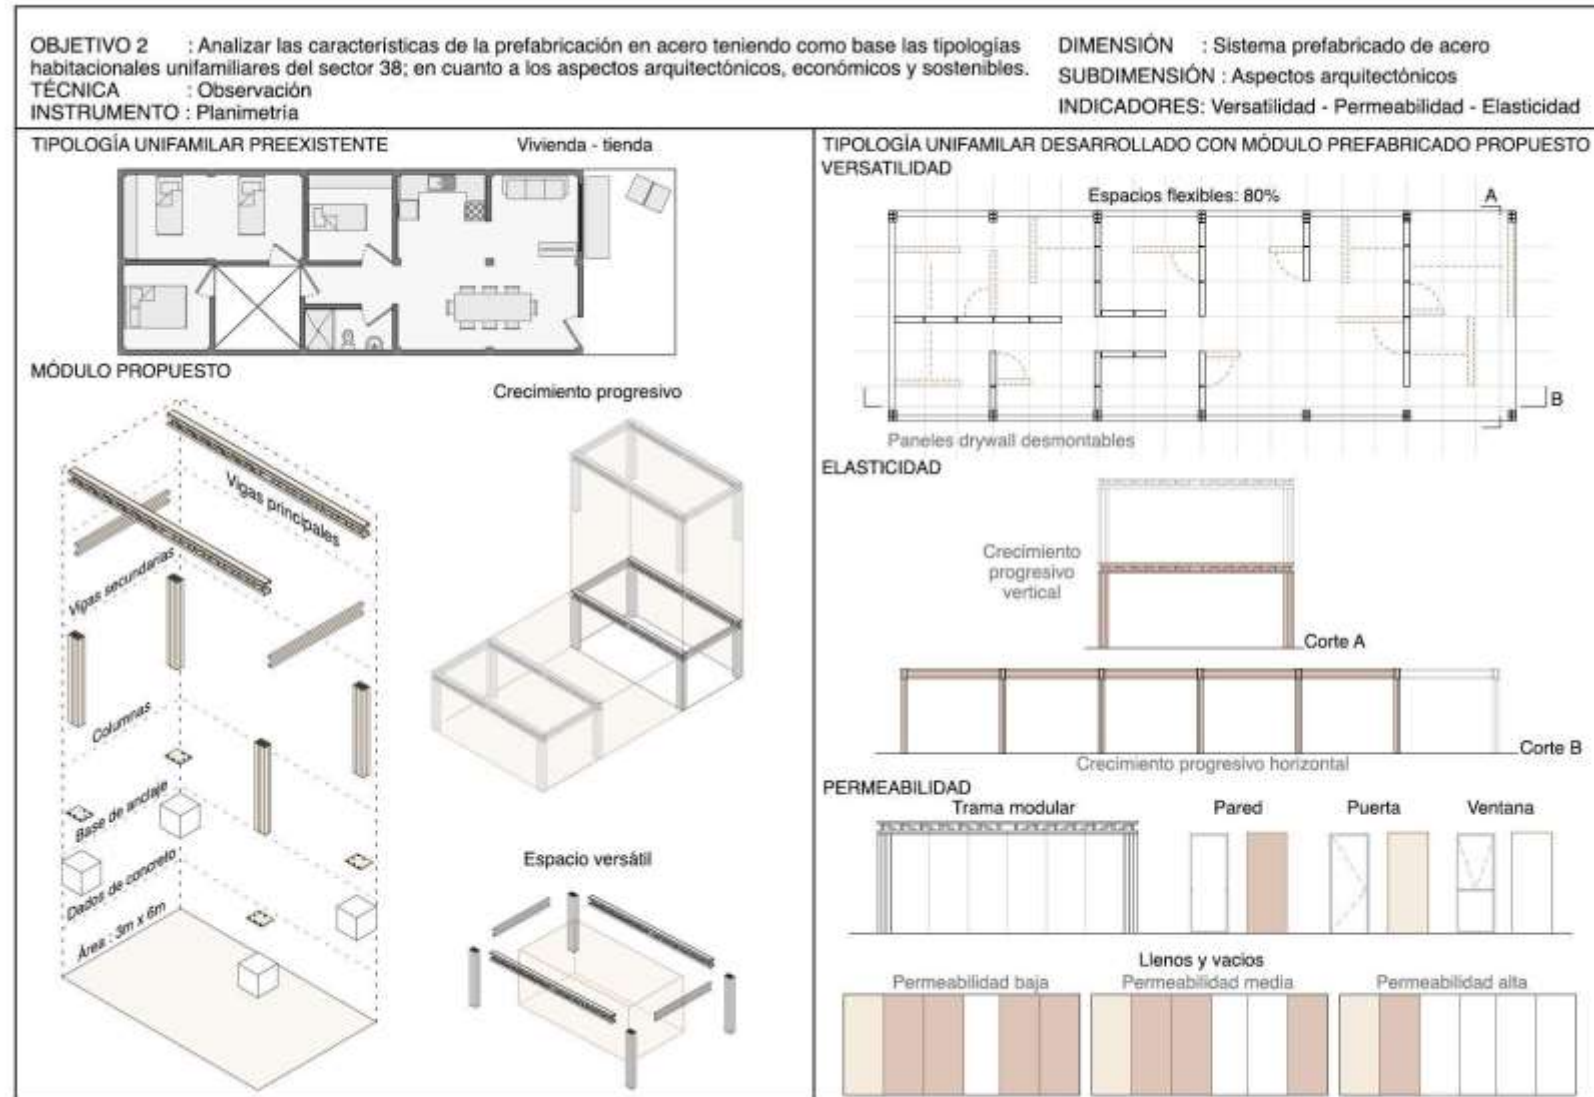 OBJETIVO 2 : Analizar las características de la prefabricación en acero teniendo como base las tipologías
habitacionales unifamiliares del sector 38; en cuanto a los aspectos arquitectónicos, económicos y sostenibles.
TÉCNICA : Observación
INSTRUMENTO : Planimetría
DIMENSIÓN : Sistema prefabricado de acero
SUBDIMENSIÓN : Aspectos arquitectónicos
INDICADORES: Versatilidad - Permeabilidad - Elasticidad
TIPOLOGÍA UNIFAMILAR PREEXISTENTE
Vivienda - tienda
MÓDULO PROPUESTO
Crecimiento progresivo
Vigas principales
Vigas secundarias
Columnas
Base de anclaje
Dados de concreto
Área : 3m x 6m
Espacio versátil
TIPOLOGÍA UNIFAMILAR DESARROLLADO CON MÓDULO PREFABRICADO PROPUESTO
VERSATILIDAD
Espacios flexibles: 80%
A
B
Paneles drywall desmontables
ELASTICIDAD
Crecimiento
progresivo
vertical
Corte A
Corte B
Crecimiento progresivo horizontal
PERMEABILIDAD
Trama modular
Pared
Puerta
Ventana
Llenos y vacios
Permeabilidad baja
Permeabilidad media
Permeabilidad alta